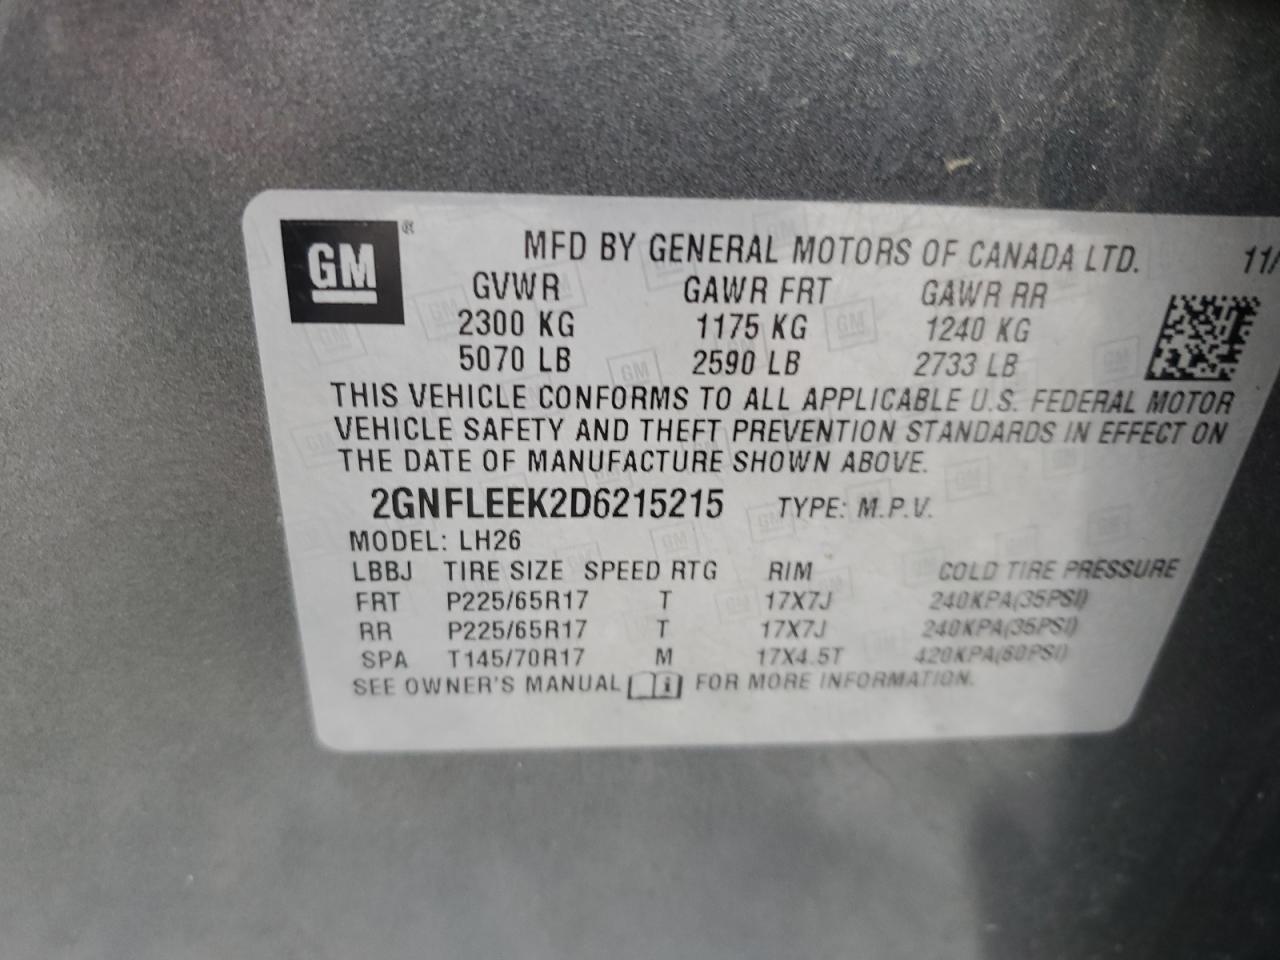 GM ® MFD BY GENERAL MOTORS OF CANADA LTD. 11/
GVWR GAWR FRT GAWR RR
2300 KG 1175 KG 1240 KG
5070 LB 2590 LB 2733 LB
THIS VEHICLE CONFORMS TO ALL APPLICABLE U.S. FEDERAL MOTOR
VEHICLE SAFETY AND THEFT PREVENTION STANDARDS IN EFFECT ON
THE DATE OF MANUFACTURE SHOWN ABOVE.
2GNFLEEK2D6215215 TYPE: M.P.V.
MODEL: LH26
LBBJ TIRE SIZE SPEED RTG RIM COLD TIRE PRESSURE
FRT P225/65R17 T 17X7J 240KPA(35PSI)
RR P225/65R17 T 17X7J 240KPA(35PSI)
SPA T145/70R17 M 17X4.5T 420KPA(60PSI)
SEE OWNER'S MANUAL i FOR MORE INFORMATION.